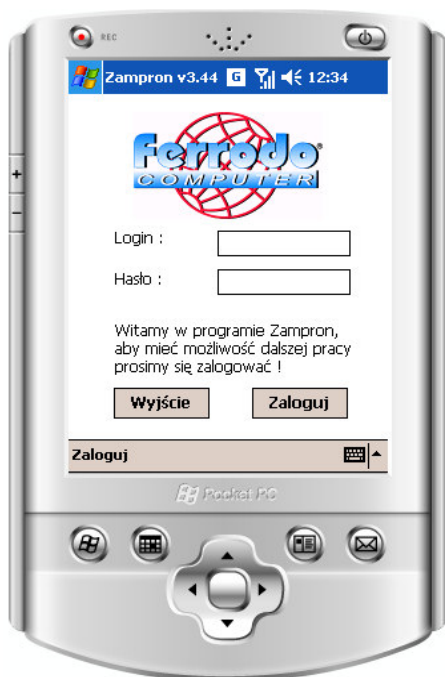 REC
Zampron v3.44 G 12:34
Ferrodo®
COMPUTER
Login :
Hasło :
Witamy w programie Zampron,
aby mieć możliwość dalszej pracy
prosimy się zalogować !
Wyjście Zaloguj
Zaloguj
Pocket PC